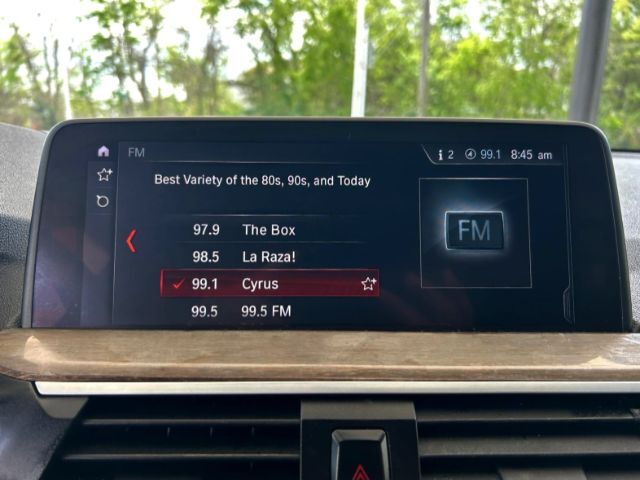 FM
i 2 99.1 8:45 am
Best Variety of the 80s, 90s, and Today
97.9 The Box
98.5 La Raza!
99.1 Cyrus
99.5 99.5 FM
FM